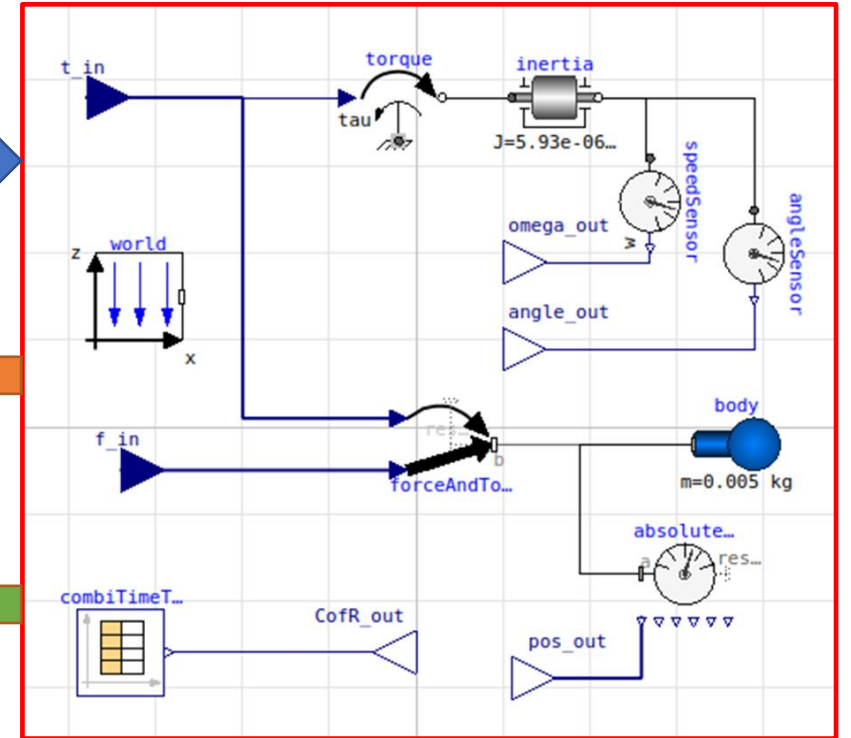 t_in
torque
tau
inertia
J=5.93e-06…
speedSensor
w
angleSensor
omega_out
angle_out
world
z
x
f_in
res…
b
forceAndTo…
body
m=0.005 kg
absolute…
a
res…
combiTimeT…
CofR_out
pos_out